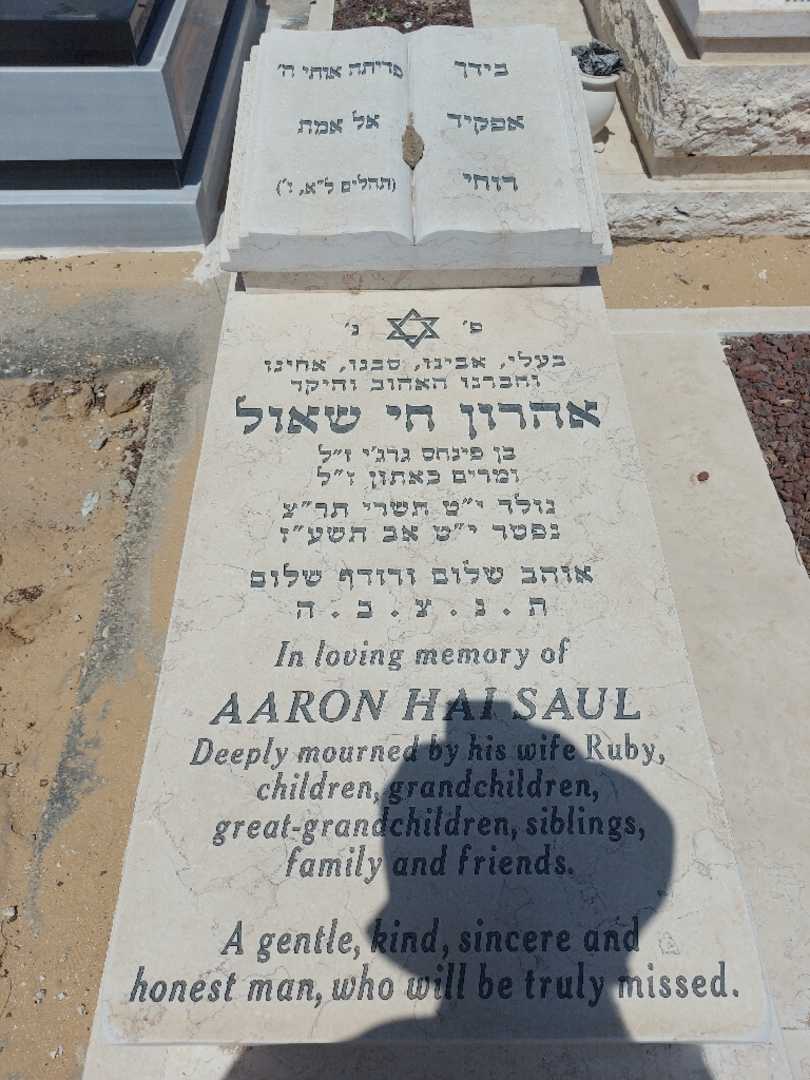 בידך
אפקיד
רוחי
פדיתה אותי ה'
אל אמת
(תהלים ל"א, ו')
פ' נ'
בעלי, אבינו, סבנו, אחינו
וחברנו האהוב והיקר
אהרון חי שאול
בן פינחס גרג'י ז"ל
ומרים כאתון ז"ל
נולד י"ט תשרי תר"צ
נפטר י"ט אב תשע"ז
אוהב שלום ורודף שלום
ת . נ . צ . ב . ה
In loving memory of
AARON HAI SAUL
Deeply mourned by his wife Ruby,
children, grandchildren,
great-grandchildren, siblings,
family and friends.
A gentle, kind, sincere and
honest man, who will be truly missed.